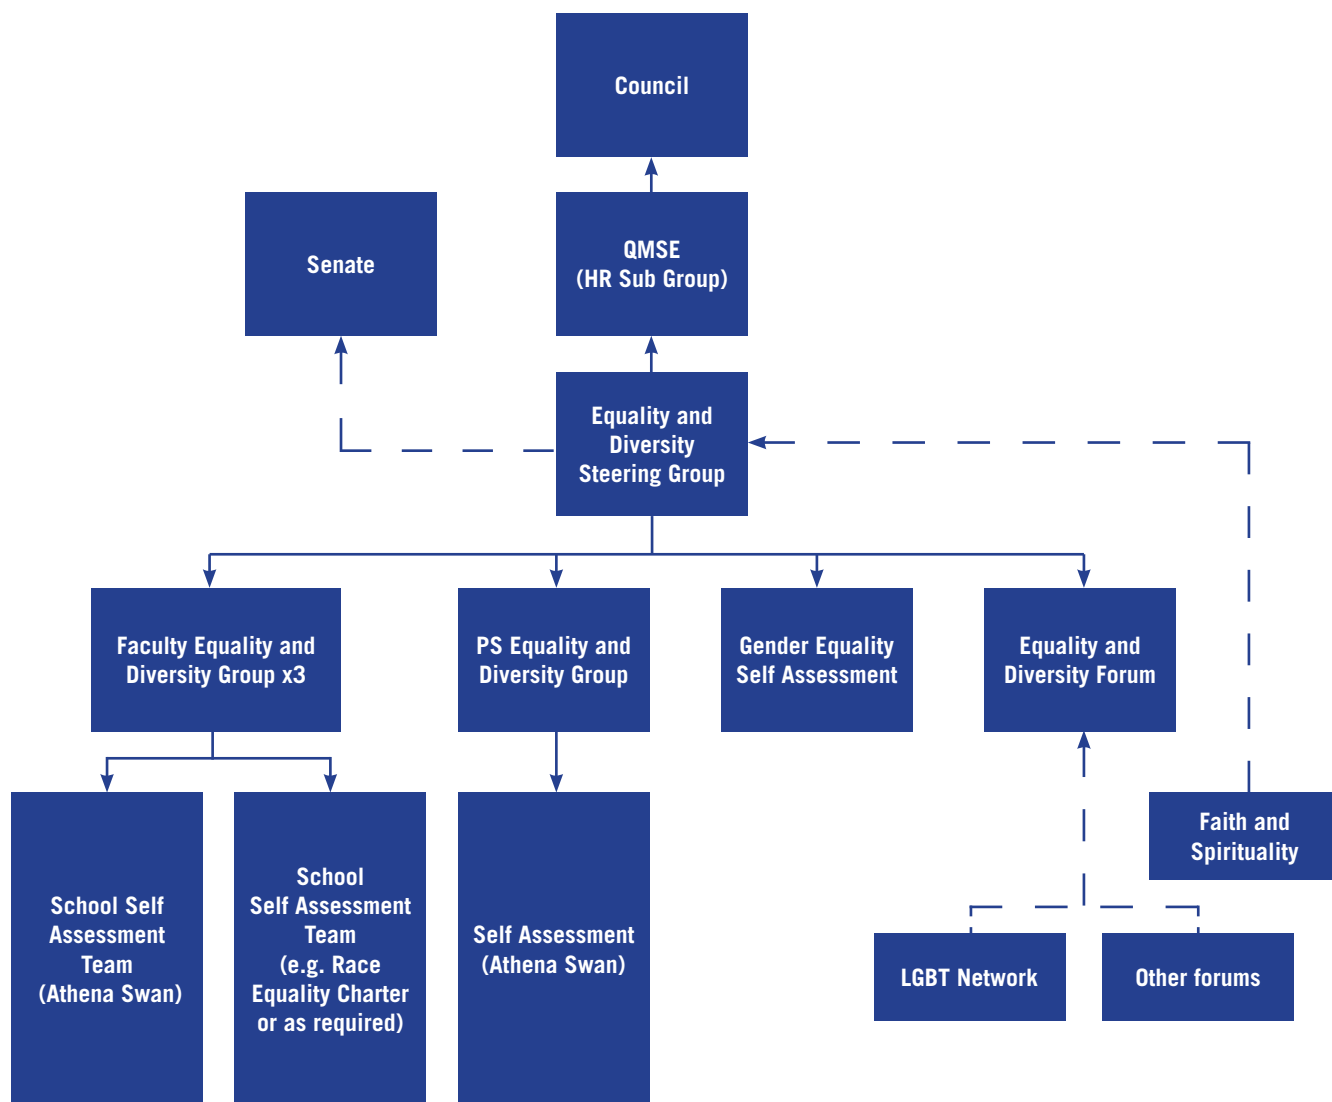 Council
Senate
QMSE
(HR Sub Group)
Equality and
Diversity
Steering Group
Faculty Equality and
Diversity Group x3
PS Equality and
Diversity Group
Gender Equality
Self Assessment
Equality and
Diversity Forum
School Self
Assessment
Team
(Athena Swan)
School
Self Assessment
Team
(e.g. Race
Equality Charter
or as required)
Self Assessment
(Athena Swan)
Faith and
Spirituality
LGBT Network
Other forums